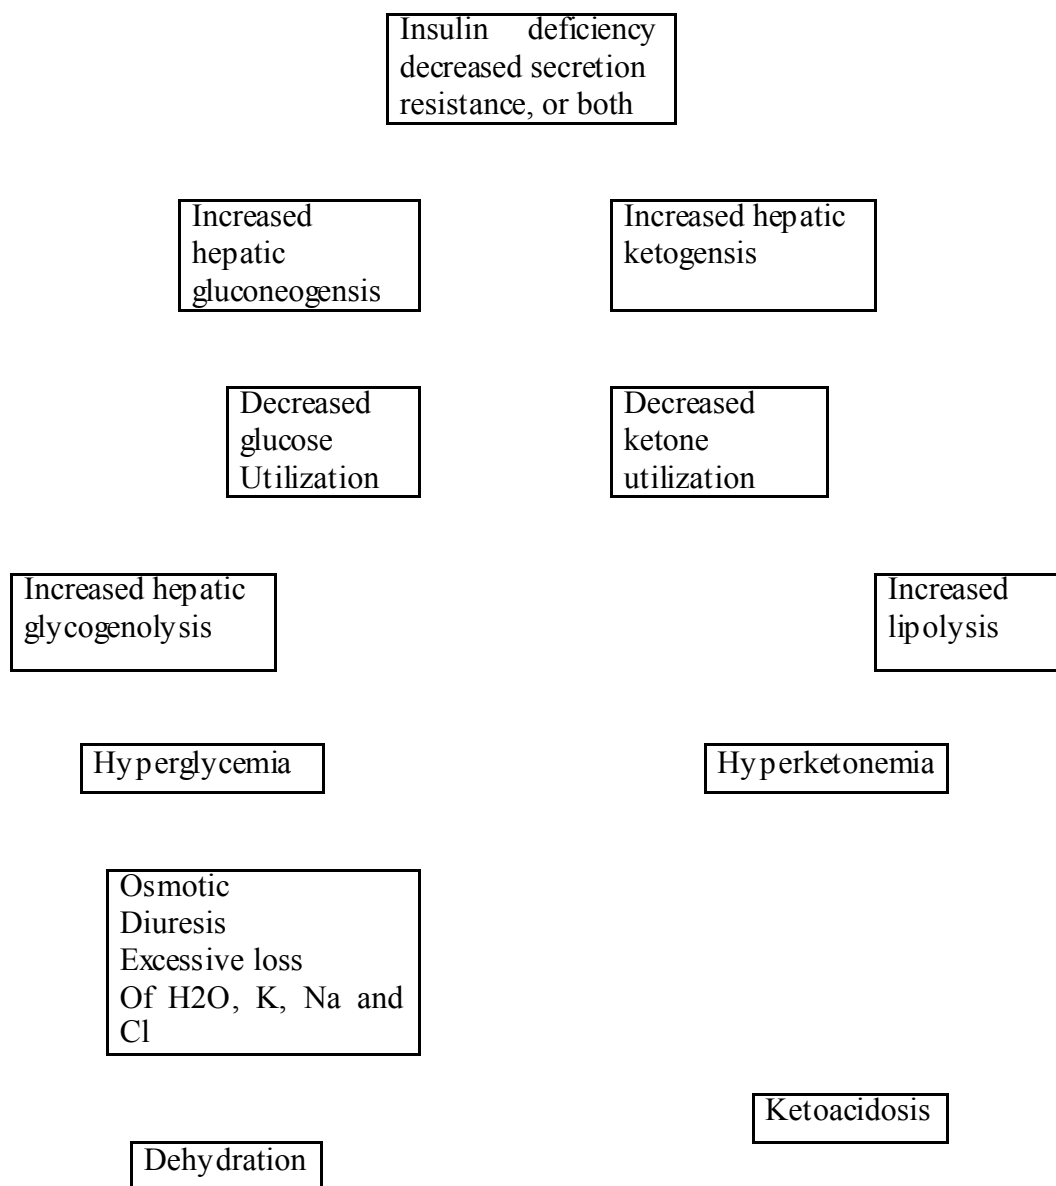 Insulin deficiency
decreased secretion
resistance, or both
Increased
hepatic
gluconeogensis
Increased hepatic
ketogensis
Decreased
glucose
Utilization
Decreased
ketone
utilization
Increased hepatic
glycogenolysis
Increased
lipolysis
Hyperglycemia
Hyperketonemia
Osmotic
Diuresis
Excessive loss
Of H2O, K, Na and
Cl
Ketoacidosis
Dehydration